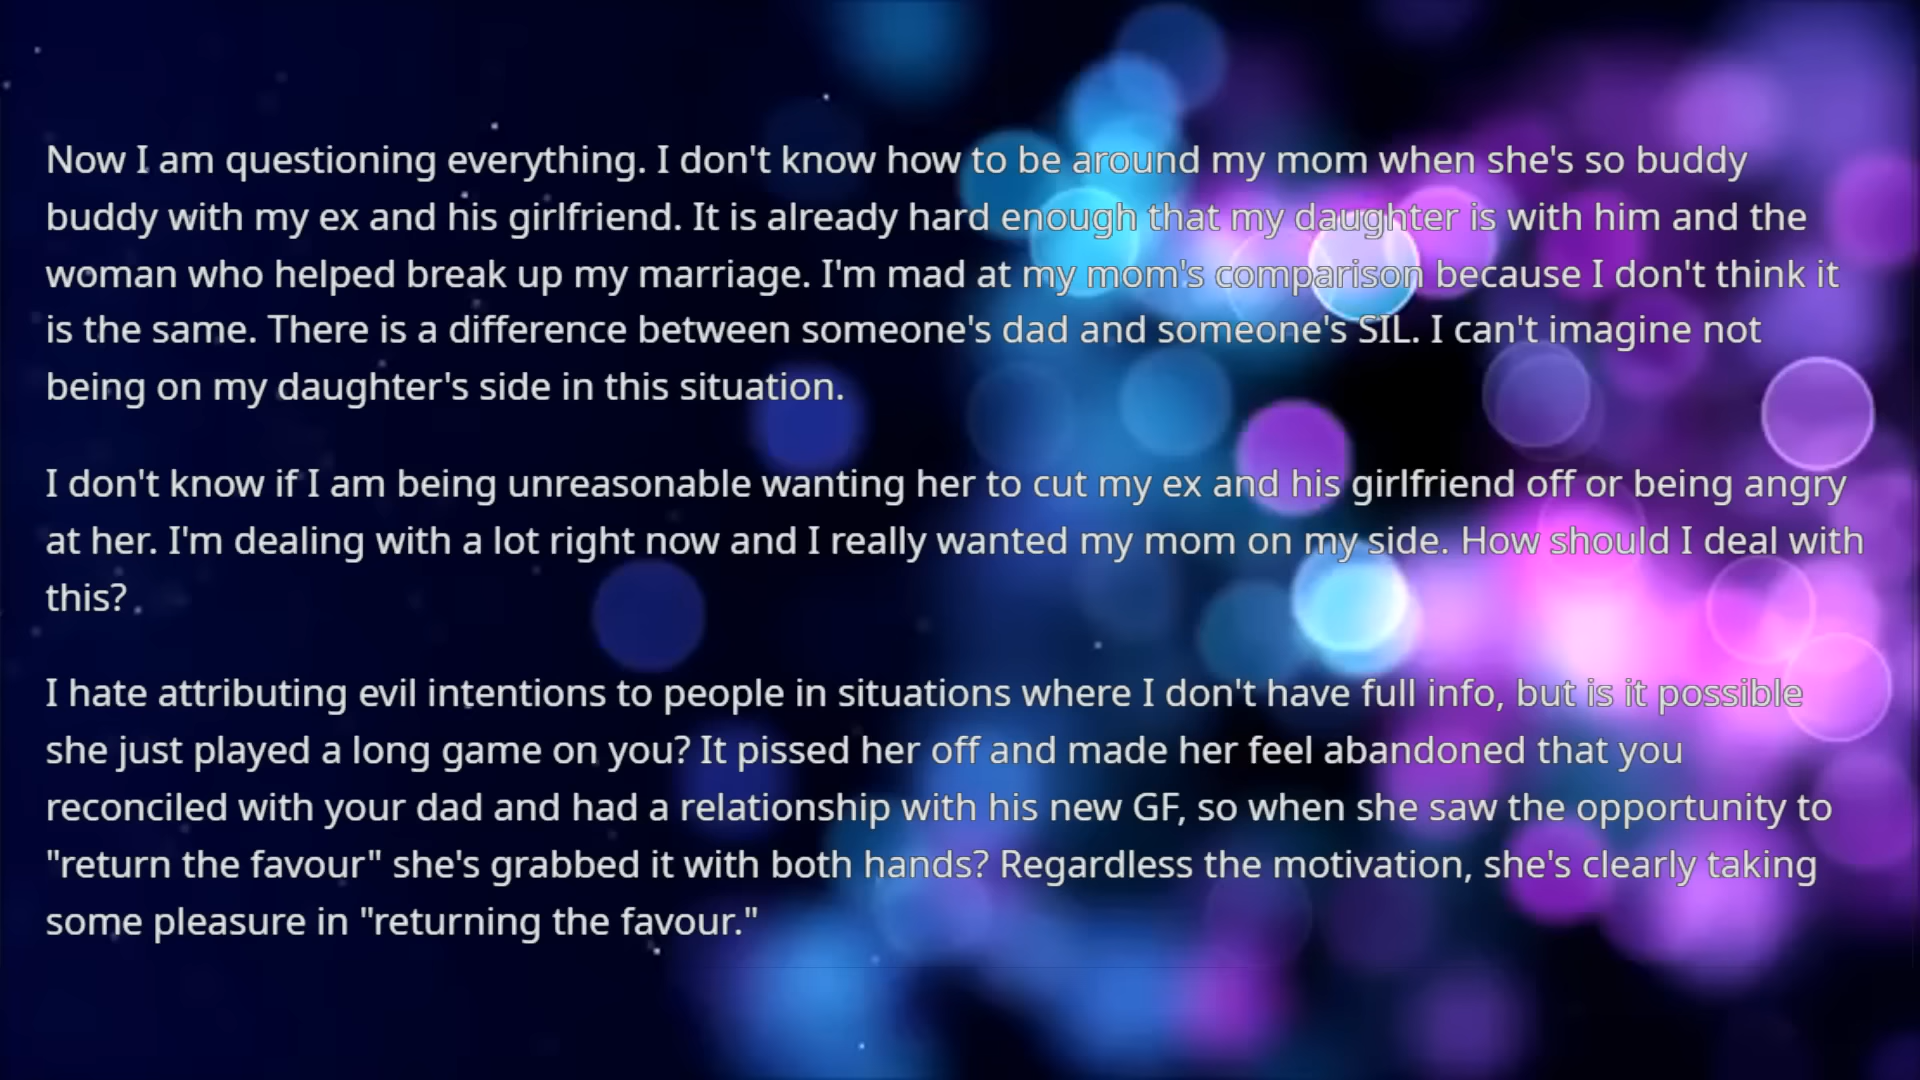 Now I am questioning everything. I don't know how to be around my mom when she's so buddy
buddy with my ex and his girlfriend. It is already hard enough that my daughter is with him and the
woman who helped break up my marriage. I'm mad at my mom's comparison because I don't think it
is the same. There is a difference between someone's dad and someone's SIL. I can't imagine not
being on my daughter's side in this situation.
I don't know if I am being unreasonable wanting her to cut my ex and his girlfriend off or being angry
at her. I'm dealing with a lot right now and I really wanted my mom on my side. How should I deal with
this?
I hate attributing evil intentions to people in situations where I don't have full info, but is it possible
she just played a long game on you? It pissed her off and made her feel abandoned that you
reconciled with your dad and had a relationship with his new GF, so when she saw the opportunity to
"return the favour" she's grabbed it with both hands? Regardless the motivation, she's clearly taking
some pleasure in "returning the favour."